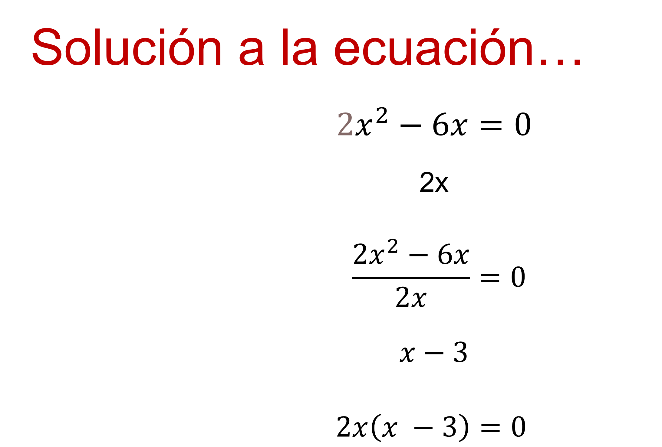 Solución a la ecuación…
2x² − 6x = 0
2x
(2x² − 6x)/(2x) = 0
x − 3
2x(x − 3) = 0